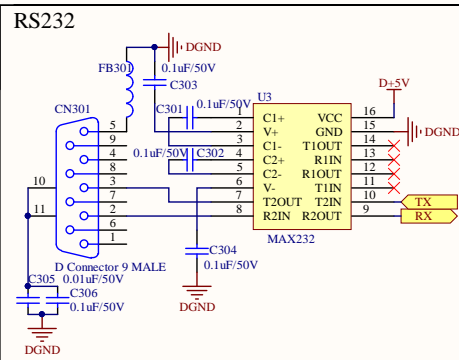 RS232
DGND
FB301
0.1uF/50V
C303
U3
D+5V
CN301
C301
0.1uF/50V
1 C1+ VCC 16
2 V+ GND 15
DGND
3 C1- T1OUT 14
0.1uF/50V C302
4 C2+ R1IN 13
5 C2- R1OUT 12
6 V- T1IN 11
7 T2OUT T2IN 10 TX
8 R2IN R2OUT 9 RX
MAX232
5
9
4
8
3
7
2
6
1
10
11
D Connector 9 MALE
C304
0.1uF/50V
DGND
C305 0.01uF/50V
C306
0.1uF/50V
DGND